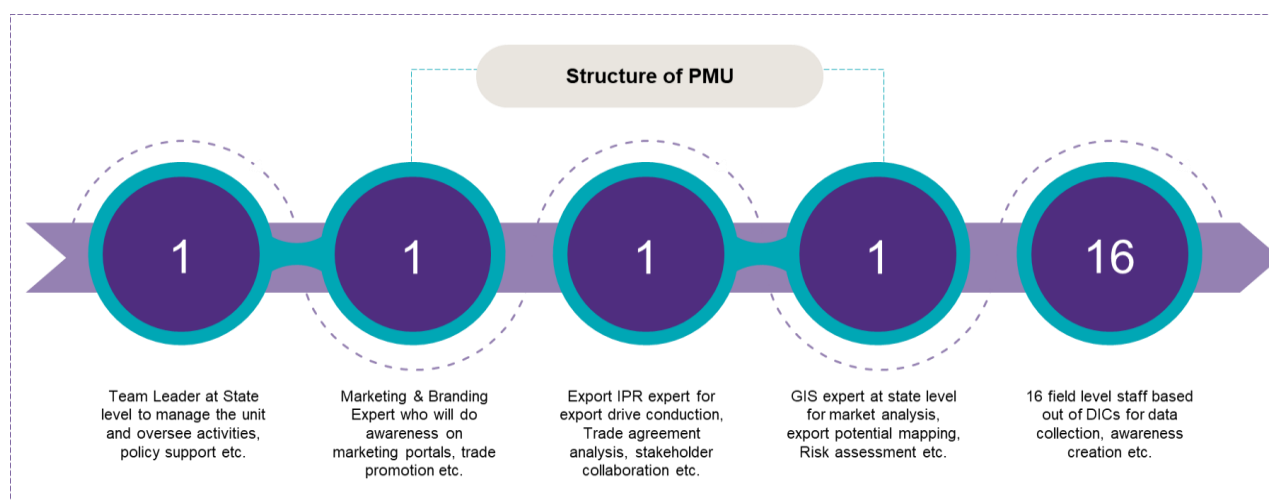 Structure of PMU
1
1
1
1
16
Team Leader at State
level to manage the unit
and oversee activities,
policy support etc.
Marketing & Branding
Expert who will do
awareness on
marketing portals, trade
promotion etc.
Export IPR expert for
export drive conduction,
Trade agreement
analysis, stakeholder
collaboration etc.
GIS expert at state level
for market analysis,
export potential mapping,
Risk assessment etc.
16 field level staff based
out of DICs for data
collection, awareness
creation etc.